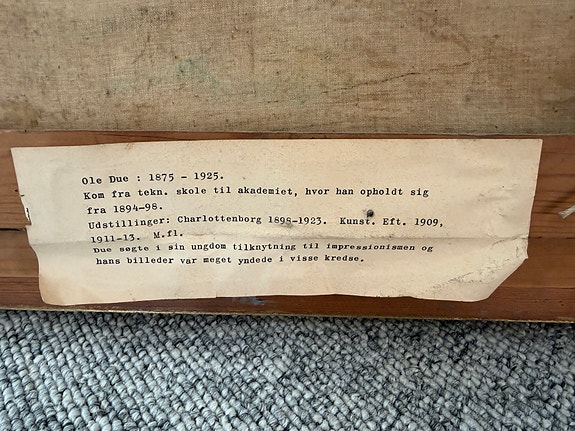 Ole Due : 1875 - 1925.
Kom fra tekn. skole til akademiet, hvor han opholdt sig
fra 1894-98.
Udstillinger: Charlottenborg 1898-1923. Kunst. Eft. 1909,
1911-13. M.fl.
Due søgte i sin ungdom tilknytning til impressionismen og
hans billeder var meget yndede i visse kredse.